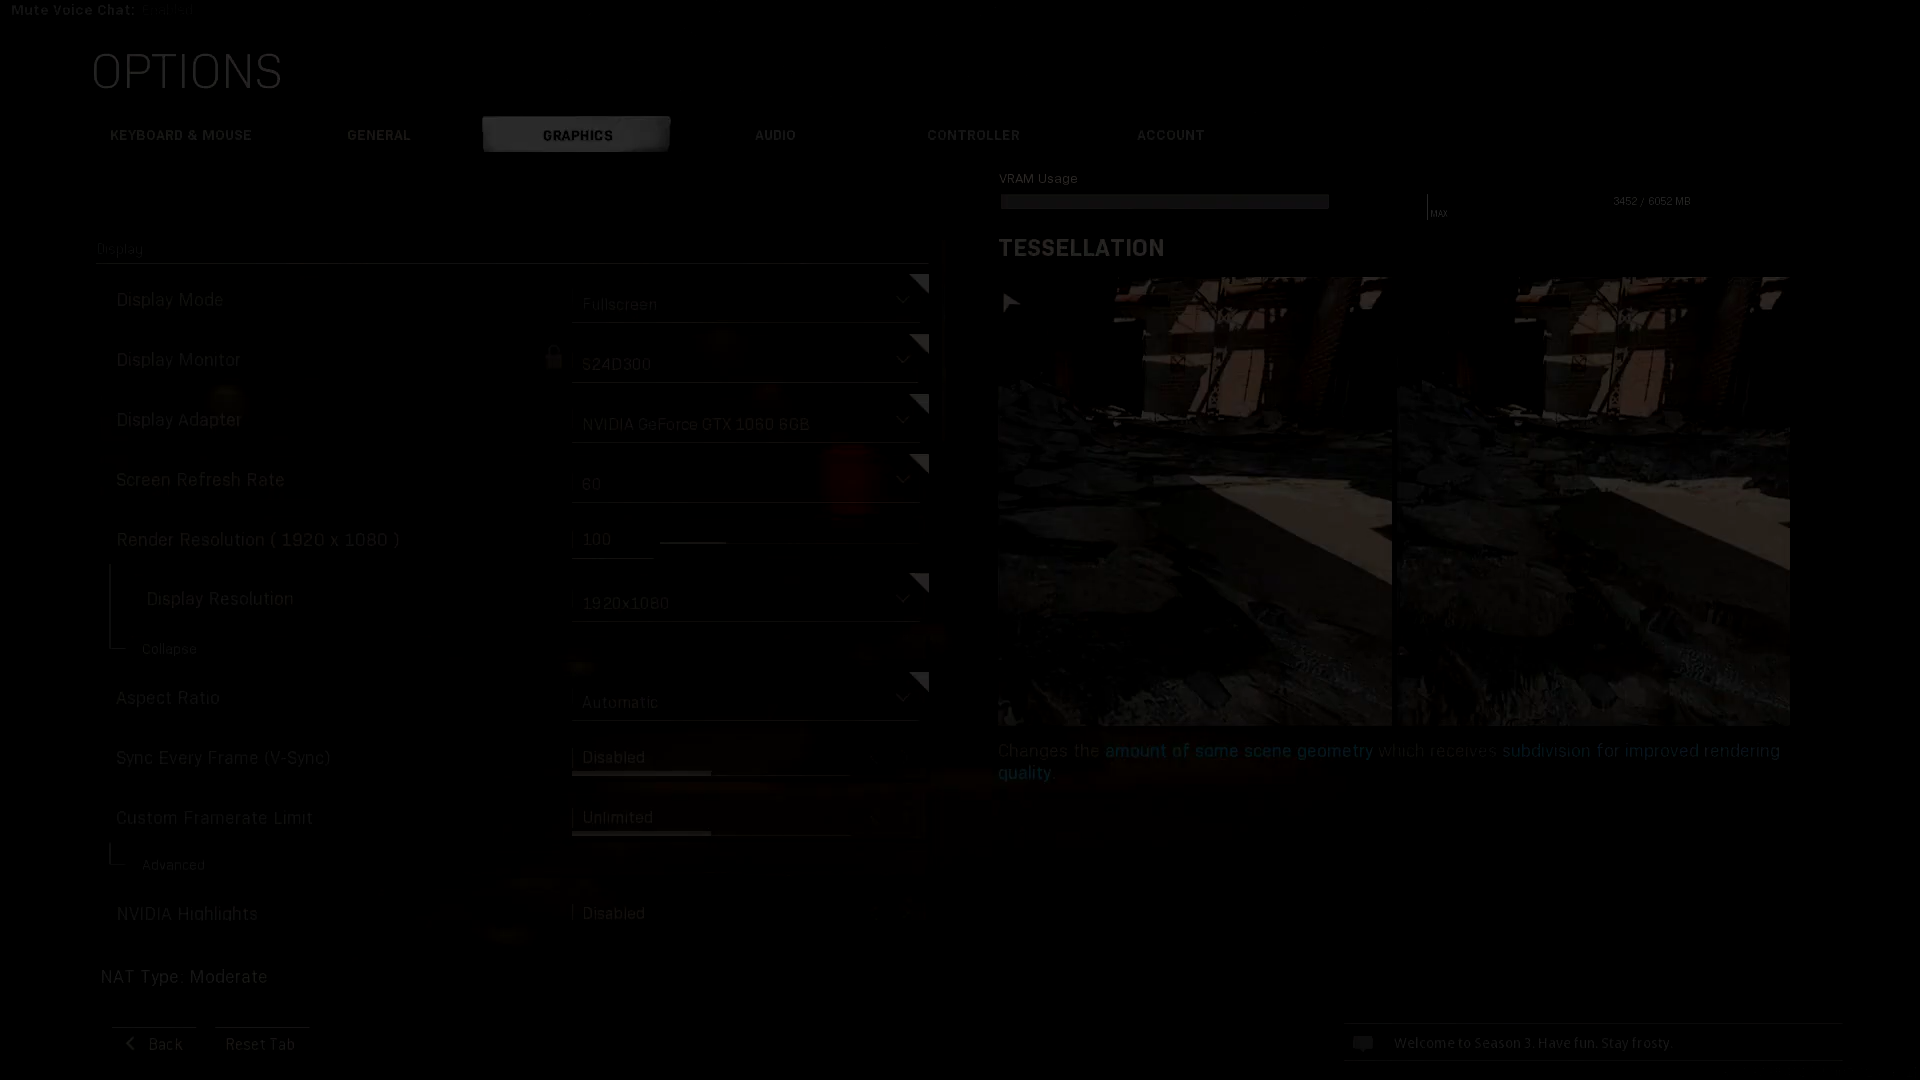 Mute Voice Chat: Enabled
OPTIONS
KEYBOARD & MOUSE
GENERAL
GRAPHICS
AUDIO
CONTROLLER
ACCOUNT
VRAM Usage
MAX
3452 / 6052 MB
Display
TESSELLATION
Display Mode
Fullscreen
Display Monitor
S24D300
Display Adapter
NVIDIA GeForce GTX 1060 6GB
Screen Refresh Rate
60
Render Resolution ( 1920 x 1080 )
100
Display Resolution
1920x1080
Collapse
Aspect Ratio
Automatic
Sync Every Frame (V-Sync)
Disabled
Custom Framerate Limit
Unlimited
Advanced
NVIDIA Highlights
Disabled
Changes the amount of some scene geometry which receives subdivision for improved rendering
quality.
NAT Type: Moderate
Back
Reset Tab
Welcome to Season 3. Have fun. Stay frosty.